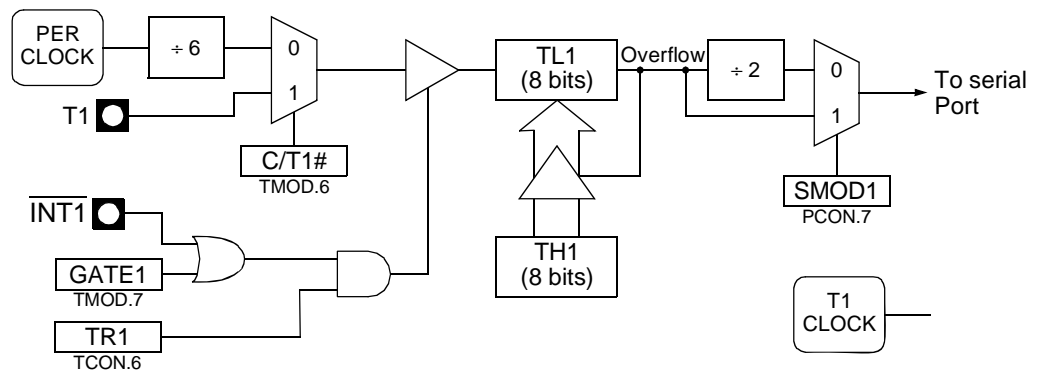 PER
CLOCK
÷ 6
0
1
T1
C/T1#
TMOD.6
TL1
(8 bits)
Overflow
÷ 2
0
1
To serial
Port
SMOD1
PCON.7
INT1
GATE1
TMOD.7
TR1
TCON.6
TH1
(8 bits)
T1
CLOCK